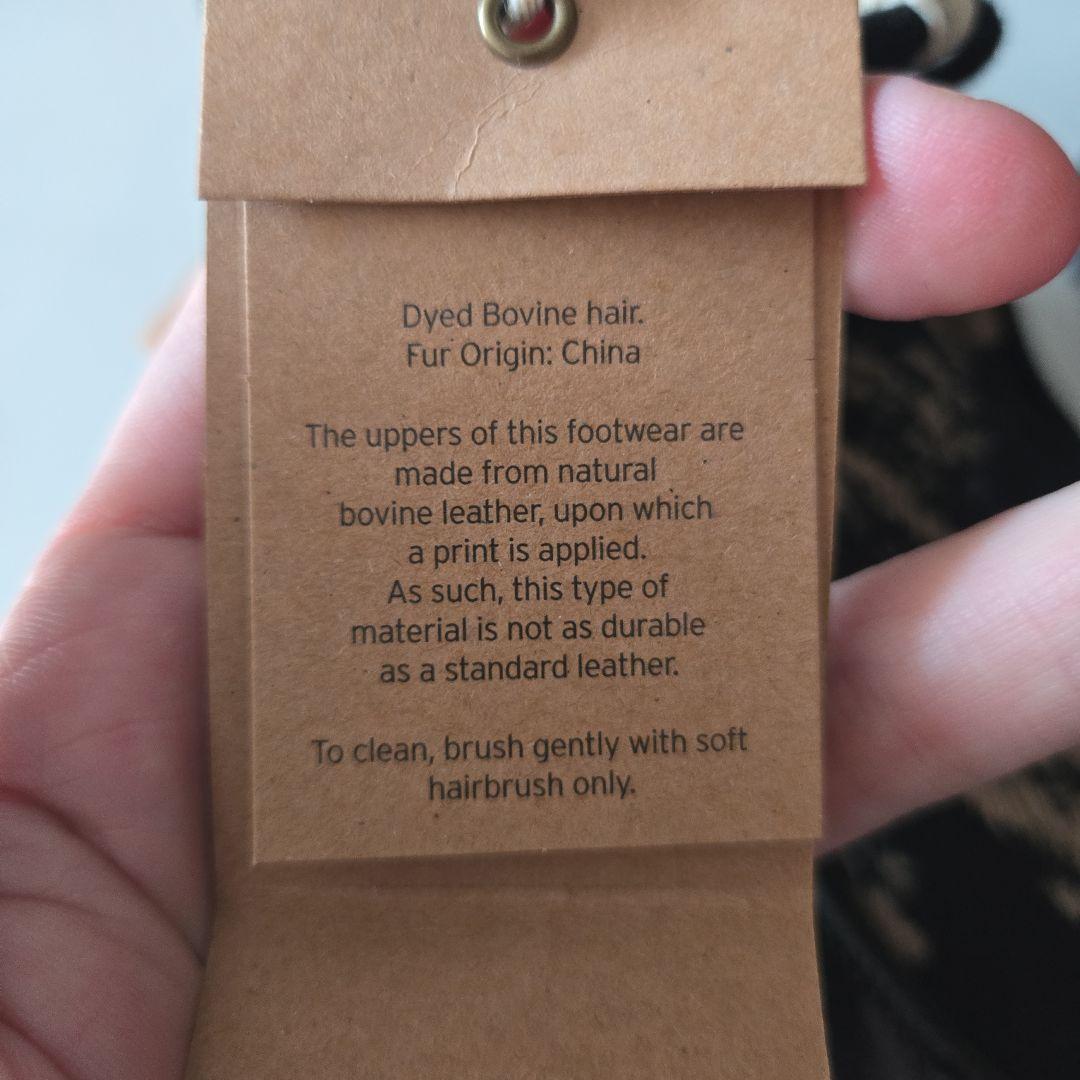 Dyed Bovine hair.
Fur Origin: China
The uppers of this footwear are
made from natural
bovine leather, upon which
a print is applied.
As such, this type of
material is not as durable
as a standard leather.
To clean, brush gently with soft
hairbrush only.